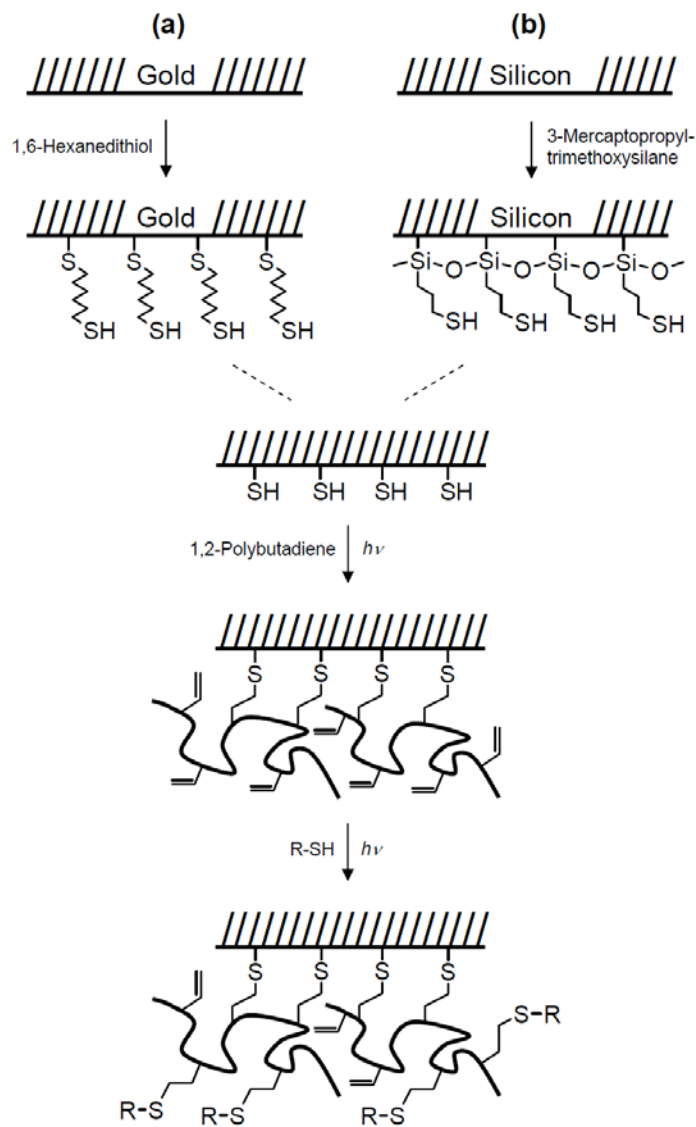 (a)
(b)
Gold
Silicon
1,6-Hexanedithiol
3-Mercaptopropyl-
trimethoxysilane
Gold
Silicon
S S S S
Si O Si O Si O Si O
SH SH SH SH
SH SH SH SH
SH SH SH SH
1,2-Polybutadiene hν
S S S S
R-SH hν
S S S S
S-R
R-S R-S R-S